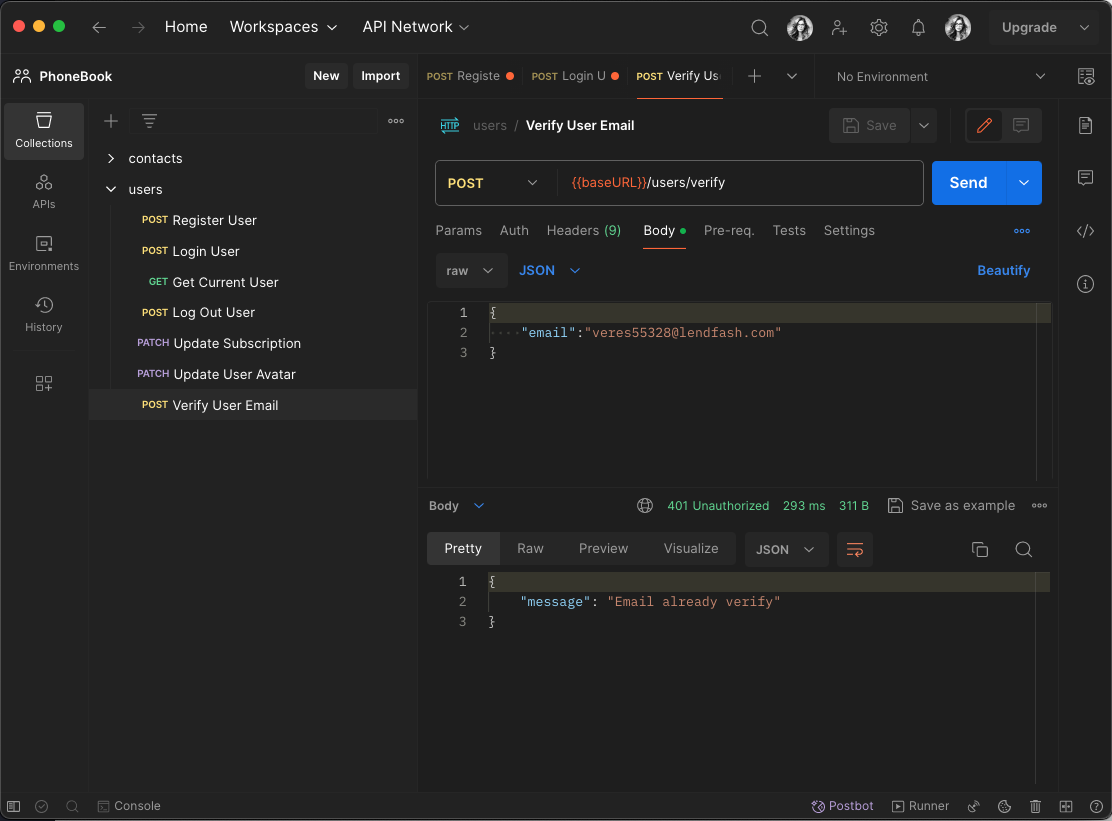 Home Workspaces API Network Upgrade
PhoneBook New Import POST Registe POST Login U POST Verify Us No Environment
Collections
APIs
Environments
History
contacts
users
POST Register User
POST Login User
GET Get Current User
POST Log Out User
PATCH Update Subscription
PATCH Update User Avatar
POST Verify User Email
HTTP users / Verify User Email Save
POST {{baseURL}}/users/verify Send
Params Auth Headers (9) Body Pre-req. Tests Settings
raw JSON Beautify
1 {
2 ····"email":"veres55328@lendfash.com"
3 }
Body 401 Unauthorized 293 ms 311 B Save as example
Pretty Raw Preview Visualize JSON
1 {
2 "message": "Email already verify"
3 }
Console Postbot Runner